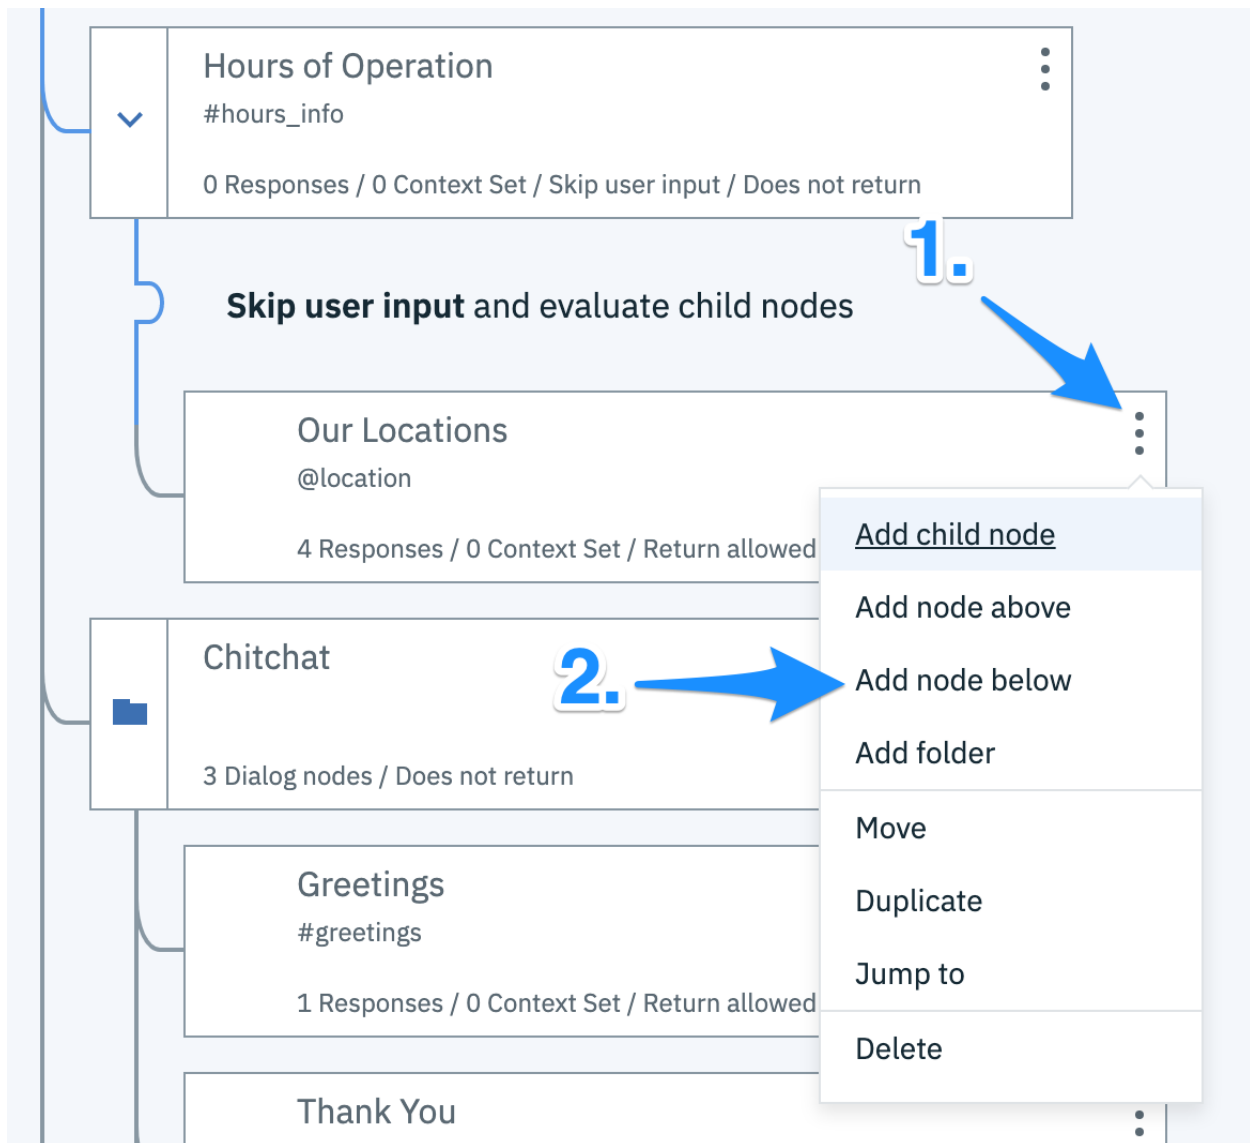 Hours of Operation
#hours_info
0 Responses / 0 Context Set / Skip user input / Does not return
1.
Skip user input and evaluate child nodes
Our Locations
@location
4 Responses / 0 Context Set / Return allowed
Add child node
Add node above
2.
Add node below
Add folder
Move
Duplicate
Jump to
Delete
Chitchat
3 Dialog nodes / Does not return
Greetings
#greetings
1 Responses / 0 Context Set / Return allowed
Thank You